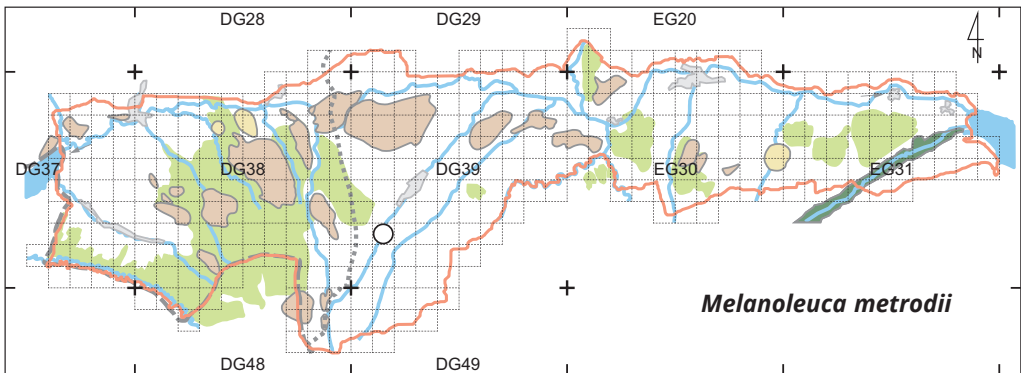 DG28 DG29 EG20
N
DG37 DG38 DG39 EG30 EG31
Melanoleuca metrodii
DG48 DG49